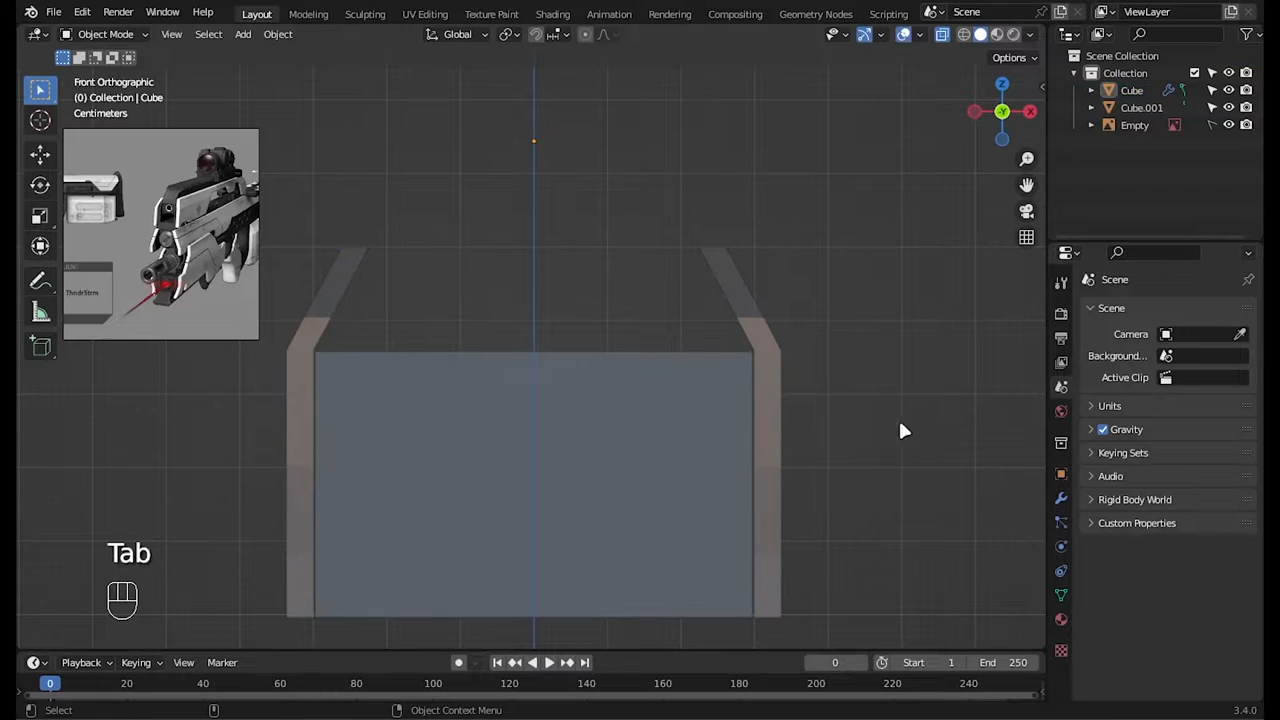 File Edit Render Window Help Layout Modeling Sculpting UV Editing Texture Paint Shading Animation Rendering Compositing Geometry Nodes Scripting Scene ViewLayer
Object Mode View Select Add Object Global
Options
Front Orthographic
(0) Collection | Cube
Centimeters
ThndrStrm
Z
-Y
X
Tab
Scene Collection
Collection
Cube
Cube.001
Empty
Scene
Scene
Camera
Background...
Active Clip
Units
Gravity
Keying Sets
Audio
Rigid Body World
Custom Properties
Playback Keying View Marker 0 Start 1 End 250
0 20 40 60 80 100 120 140 160 180 200 220 240
Select Object Context Menu 3.4.0